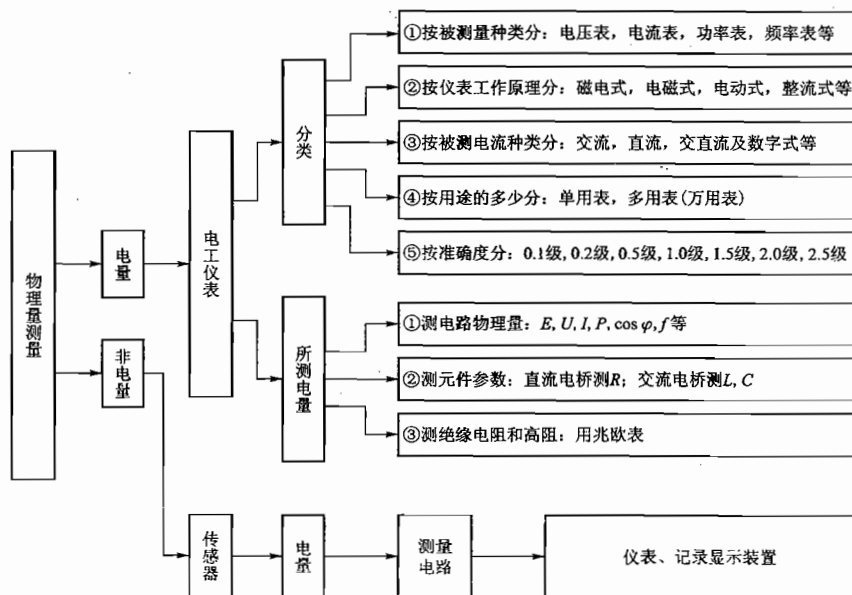 物理量测量
电量
非电量
电工仪表
分类
①按被测量种类分：电压表，电流表，功率表，频率表等
②按仪表工作原理分：磁电式，电磁式，电动式，整流式等
③按被测电流种类分：交流，直流，交直流及数字式等
④按用途的多少分：单用表，多用表(万用表)
⑤按准确度分：0.1级, 0.2级, 0.5级, 1.0级, 1.5级, 2.0级, 2.5级
所测电量
①测电路物理量：E, U, I, P, cos φ, f 等
②测元件参数：直流电桥测R；交流电桥测L, C
③测绝缘电阻和高阻：用兆欧表
传感器
电量
测量
电路
仪表、记录显示装置